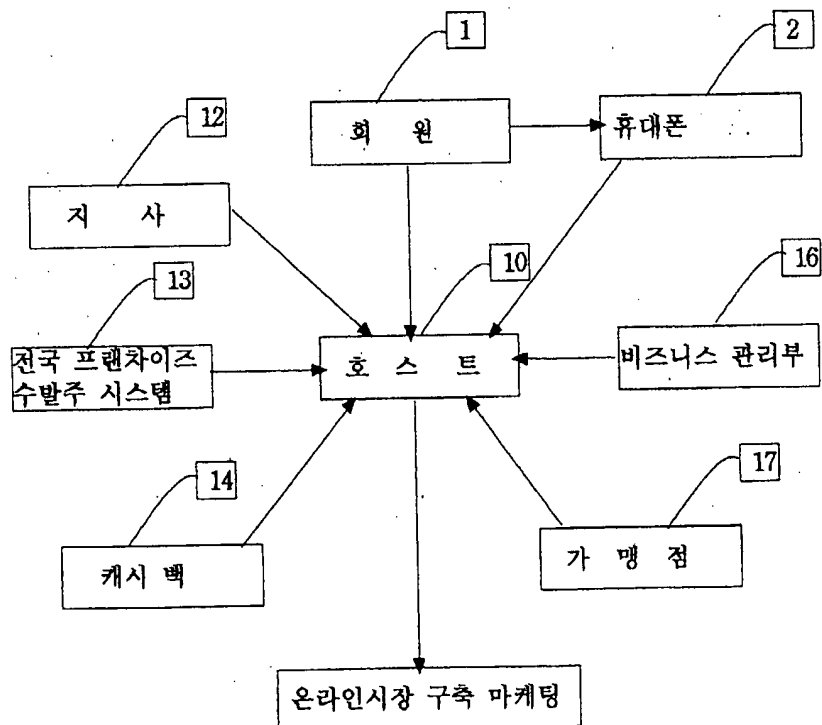 1
2
12
회 원
휴대폰
지 사
10
16
13
전국 프랜차이즈
수발주 시스템
호 스 트
비즈니스 관리부
14
17
캐시 백
가 맹 점
온라인시장 구축 마케팅